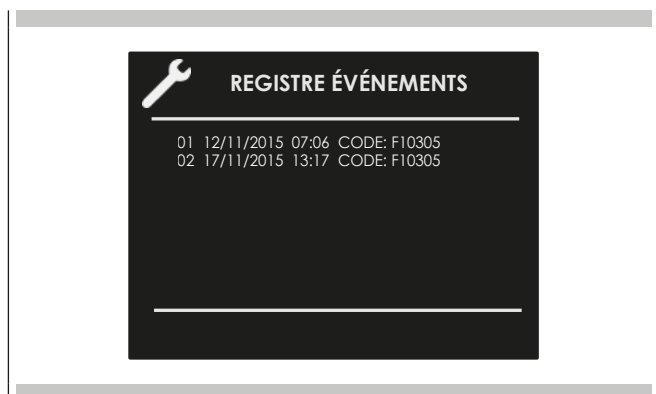 REGISTRE ÉVÉNEMENTS
01 12/11/2015 07:06 CODE: F10305
02 17/11/2015 13:17 CODE: F10305